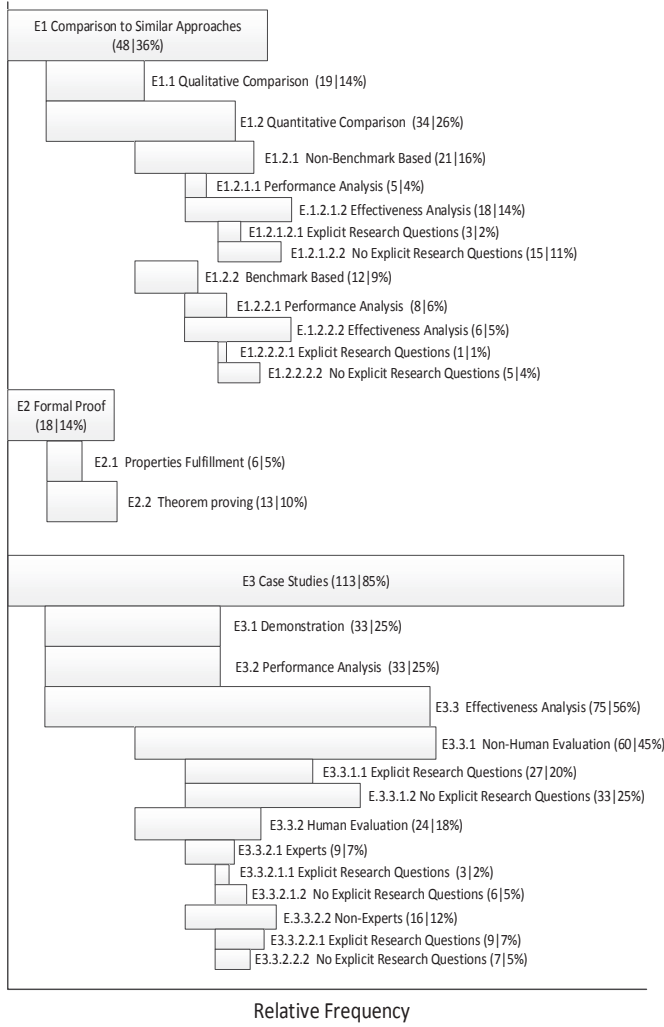 E1 Comparison to Similar Approaches
(48|36%)
E1.1 Qualitative Comparison (19|14%)
E1.2 Quantitative Comparison (34|26%)
E1.2.1 Non-Benchmark Based (21|16%)
E1.2.1.1 Performance Analysis (5|4%)
E.1.2.1.2 Effectiveness Analysis (18|14%)
E1.2.1.2.1 Explicit Research Questions (3|2%)
E1.2.1.2.2 No Explicit Research Questions (15|11%)
E1.2.2 Benchmark Based (12|9%)
E1.2.2.1 Performance Analysis (8|6%)
E.1.2.2.2 Effectiveness Analysis (6|5%)
E1.2.2.2.1 Explicit Research Questions (1|1%)
E1.2.2.2.2 No Explicit Research Questions (5|4%)
E2 Formal Proof
(18|14%)
E2.1 Properties Fulfillment (6|5%)
E2.2 Theorem proving (13|10%)
E3 Case Studies (113|85%)
E3.1 Demonstration (33|25%)
E3.2 Performance Analysis (33|25%)
E3.3 Effectiveness Analysis (75|56%)
E3.3.1 Non-Human Evaluation (60|45%)
E3.3.1.1 Explicit Research Questions (27|20%)
E.3.3.1.2 No Explicit Research Questions (33|25%)
E3.3.2 Human Evaluation (24|18%)
E3.3.2.1 Experts (9|7%)
E3.3.2.1.1 Explicit Research Questions (3|2%)
E3.3.2.1.2 No Explicit Research Questions (6|5%)
E.3.3.2.2 Non-Experts (16|12%)
E3.3.2.2.1 Explicit Research Questions (9|7%)
E3.3.2.2.2 No Explicit Research Questions (7|5%)
Relative Frequency